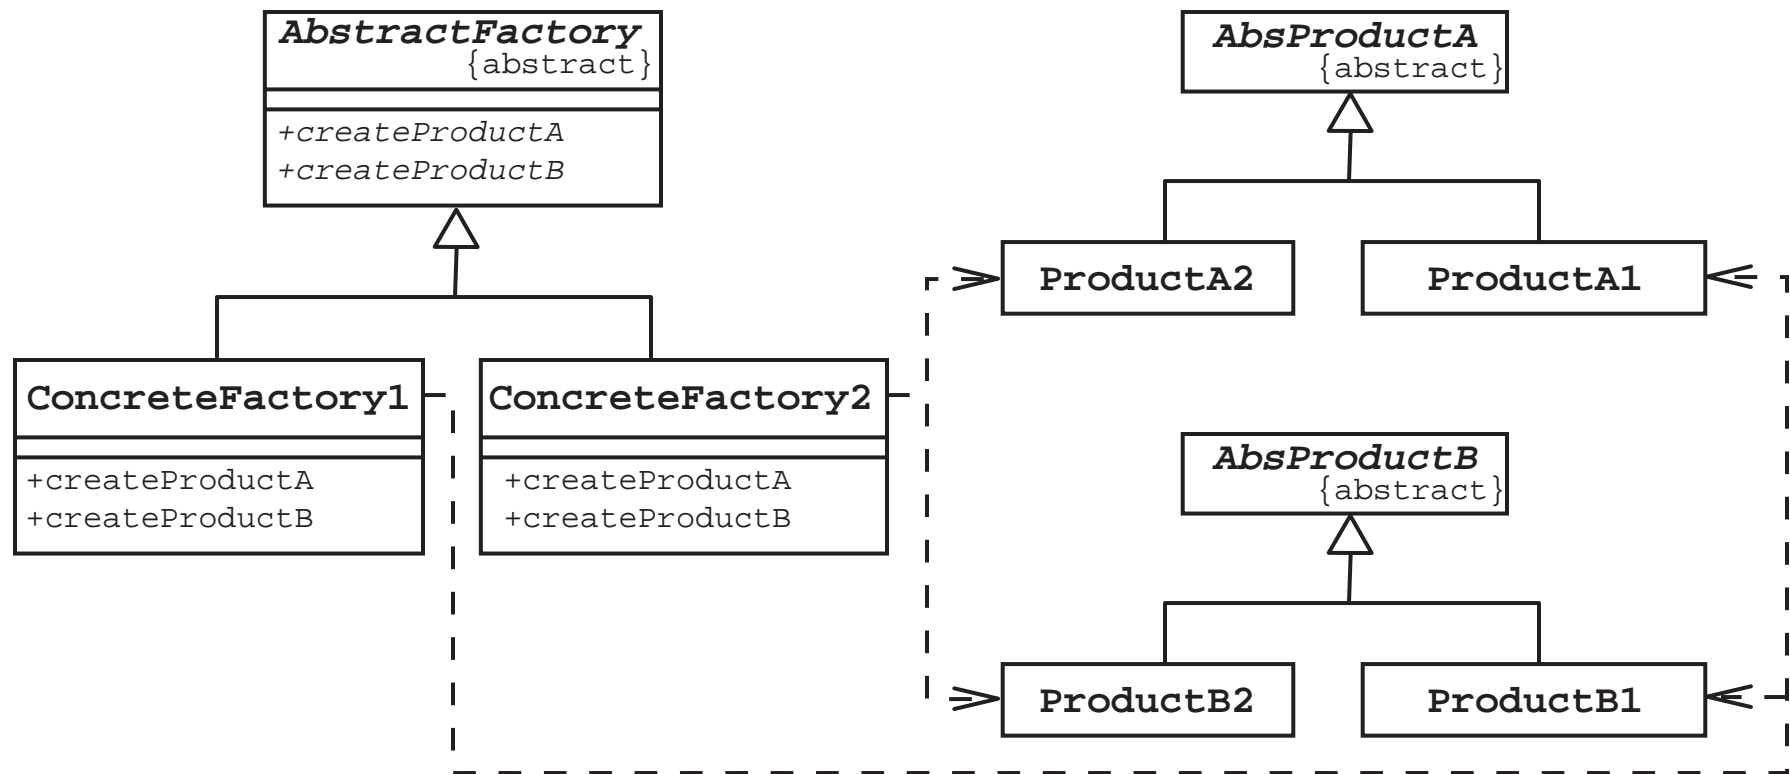 AbstractFactory
{abstract}
+createProductA
+createProductB
AbsProductA
{abstract}
ProductA2
ProductA1
ConcreteFactory1
+createProductA
+createProductB
ConcreteFactory2
+createProductA
+createProductB
AbsProductB
{abstract}
ProductB2
ProductB1